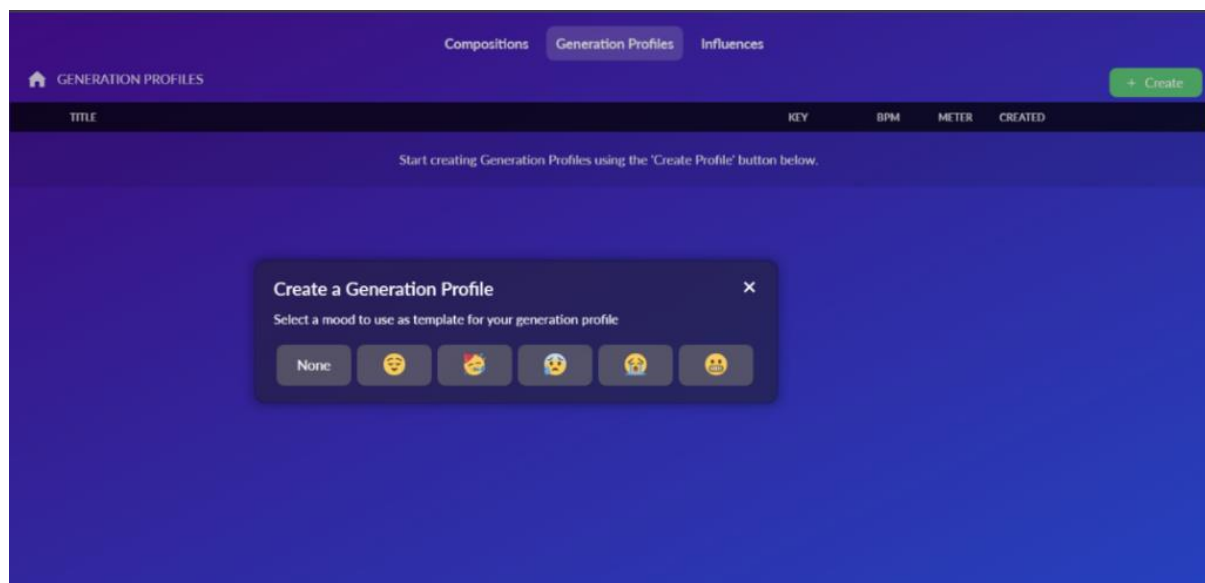 Compositions Generation Profiles Influences
GENERATION PROFILES
+ Create
TITLE KEY BPM METER CREATED
Start creating Generation Profiles using the 'Create Profile' button below.
Create a Generation Profile ×
Select a mood to use as template for your generation profile
None